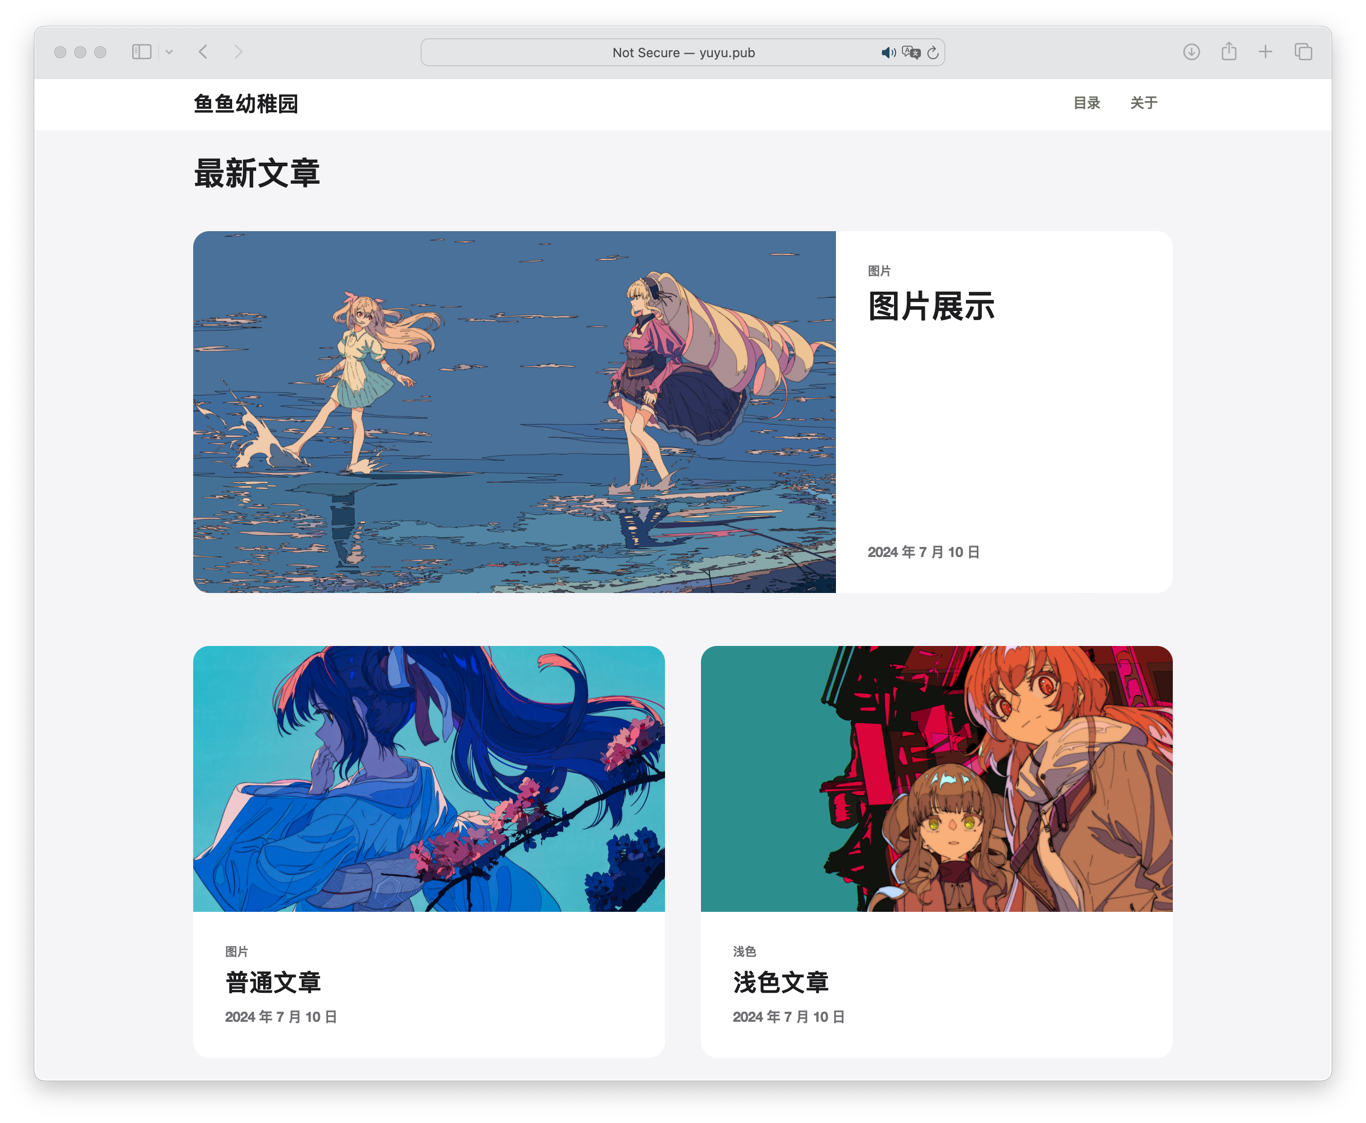 Not Secure — yuyu.pub
鱼鱼幼稚园
目录 关于
最新文章
图片
图片展示
2024 年 7 月 10 日
图片
普通文章
2024 年 7 月 10 日
浅色
浅色文章
2024 年 7 月 10 日